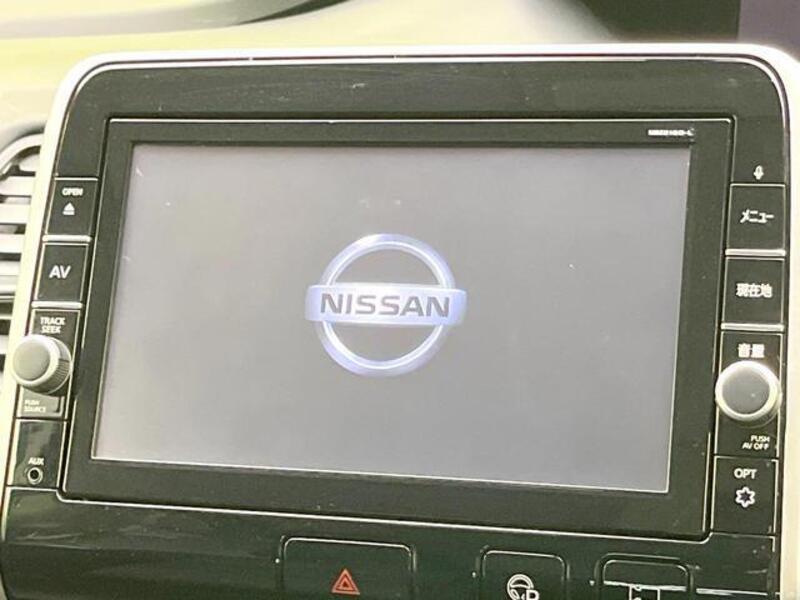 OPEN
AV
TRACK
SEEK
PUSH
SOURCE
AUX
NISSAN
メニュー
現在地
音量
PUSH
AV OFF
OPT
P